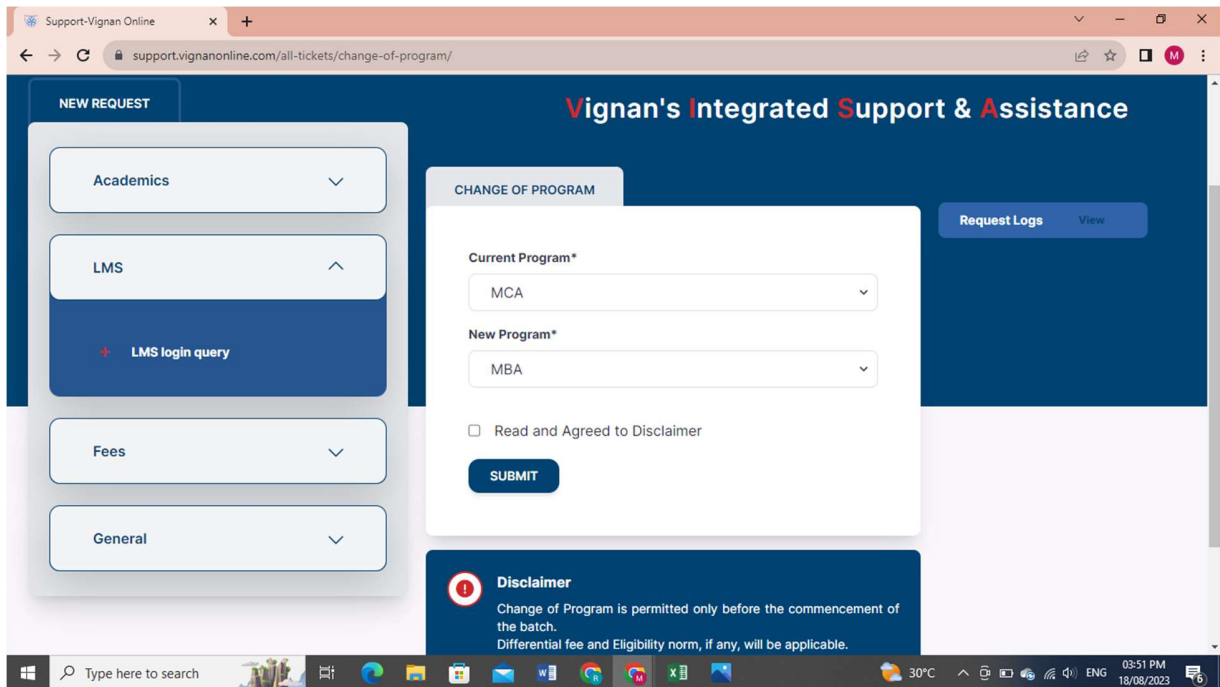 Support-Vignan Online
support.vignanonline.com/all-tickets/change-of-program/
M
NEW REQUEST
Vignan's Integrated Support & Assistance
Academics
LMS
LMS login query
Fees
General
CHANGE OF PROGRAM
Current Program*
MCA
New Program*
MBA
Read and Agreed to Disclaimer
SUBMIT
Request Logs View
Disclaimer
Change of Program is permitted only before the commencement of
the batch.
Differential fee and Eligibility norm, if any, will be applicable.
Type here to search
30°C
ENG
03:51 PM
18/08/2023
6